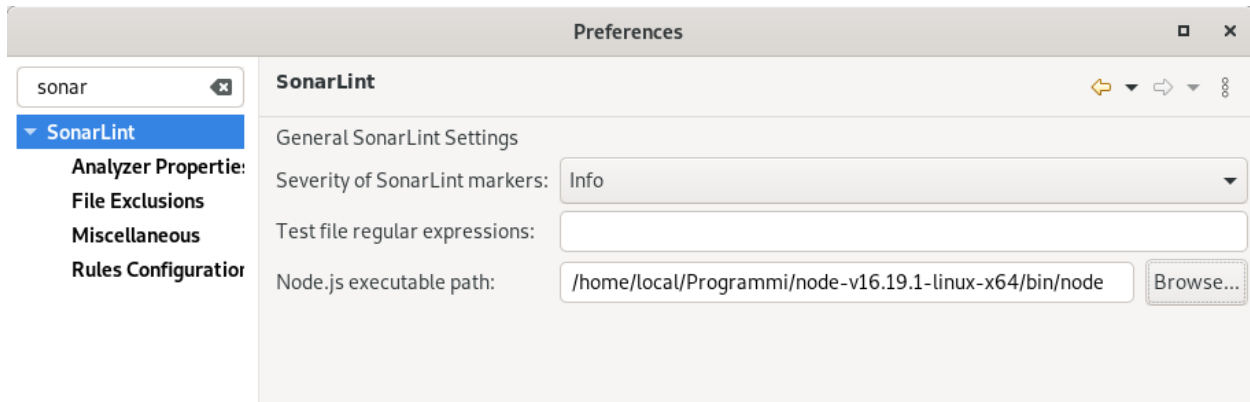 Preferences
sonar
SonarLint
Analyzer Properties
File Exclusions
Miscellaneous
Rules Configuration
SonarLint
General SonarLint Settings
Severity of SonarLint markers: Info
Test file regular expressions:
Node.js executable path: /home/local/Programmi/node-v16.19.1-linux-x64/bin/node Browse...